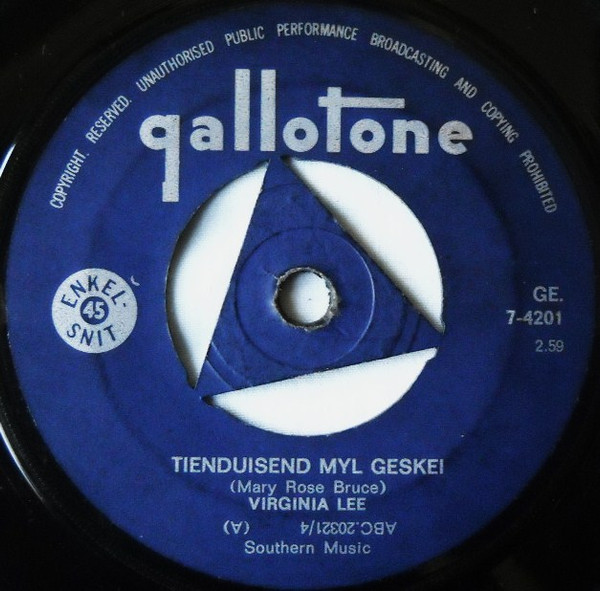 COPYRIGHT. RESERVED. UNAUTHORISED PUBLIC PERFORMANCE BROADCASTING AND COPYING PROHIBITED
gallotone
ENKEL-
45
SNIT
GE.
7-4201
2.59
TIENDUISEND MYL GESKEI
(Mary Rose Bruce)
VIRGINIA LEE
ABC.20321/4 (A)
Southern Music